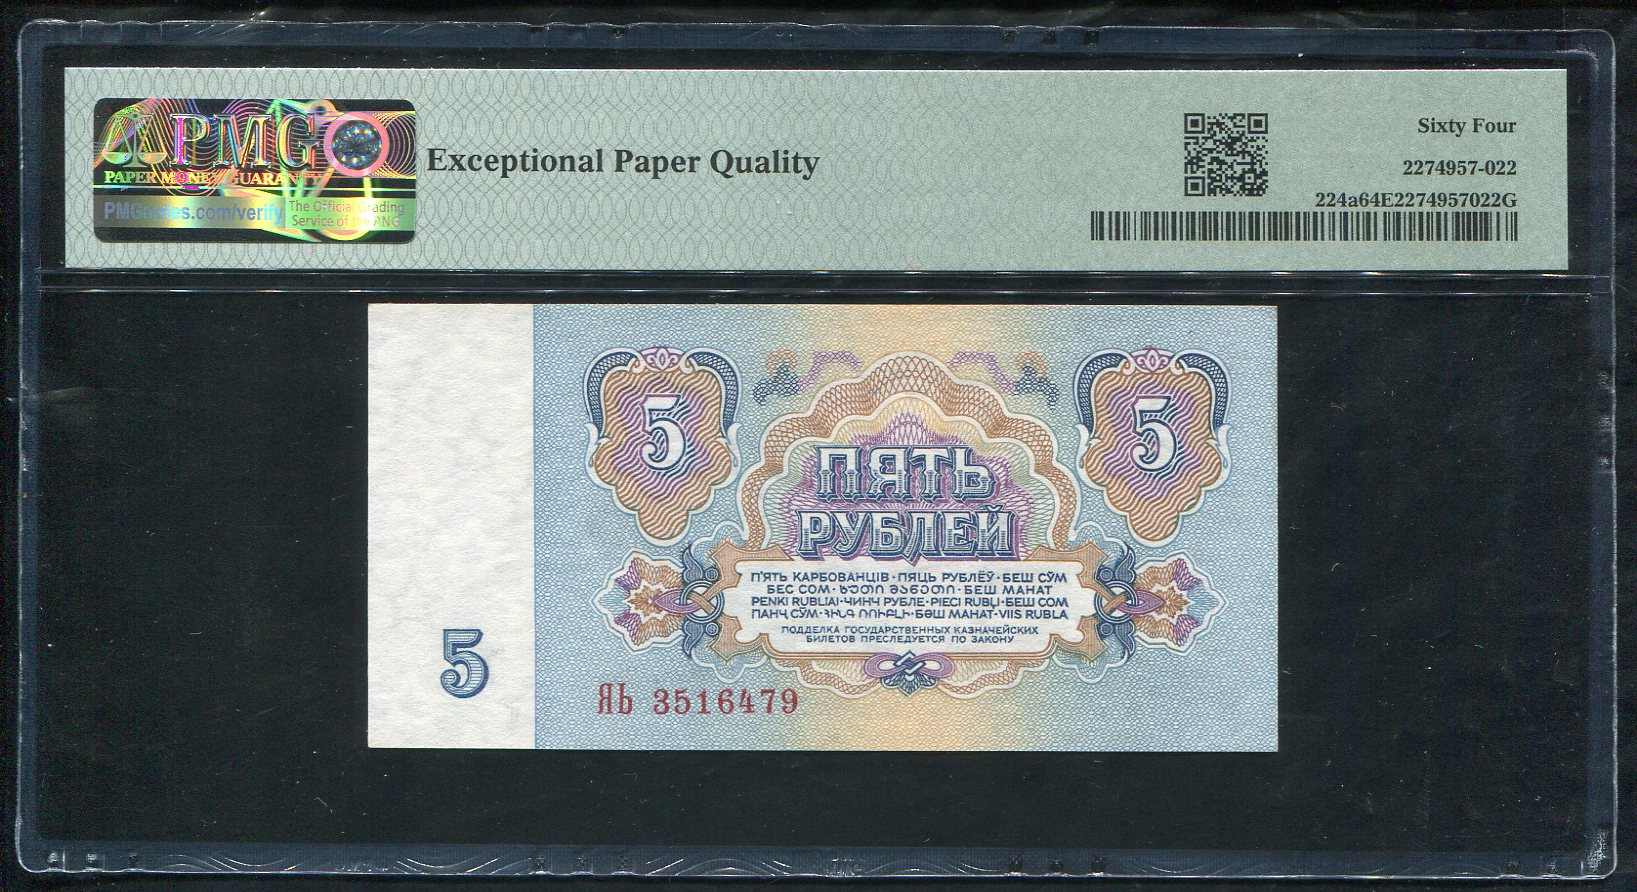 PMG
PAPER MONEY GUARANTY
PMGnotes.com/verify
The Official Grading
Service of the PNG
Exceptional Paper Quality
Sixty Four
2274957-022
224a64E2274957022G
5
5
ПЯТЬ
РУБЛЕЙ
П'ЯТЬ КАРБОВАНЦІВ · ПЯЦЬ РУБЛЁЎ · БЕШ СЎМ
БЕС СОМ · ᲮᲣᲗᲘ ᲛᲐᲜᲔᲗᲘ · БЕШ МАНАТ
PENKI RUBLIAI · ЧИНЧ РУБЛЕ · PIECI RUBĻI · БЕШ СОМ
ПАНҶ СӮМ · ՀԻՆԳ ՌՈՒԲԼԻ · БӘШ МАНАТ · VIIS RUBLA
ПОДДЕЛКА ГОСУДАРСТВЕННЫХ КАЗНАЧЕЙСКИХ
БИЛЕТОВ ПРЕСЛЕДУЕТСЯ ПО ЗАКОНУ
5
ЯЬ 3516479